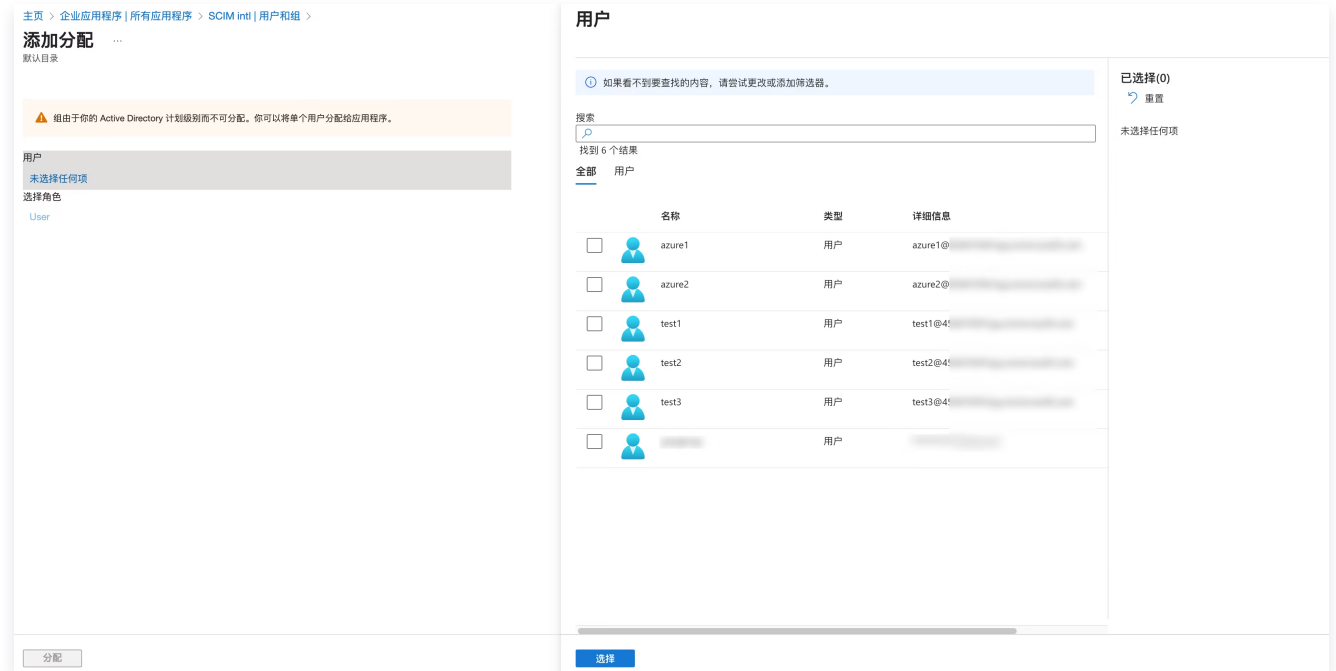 主页 > 企业应用程序 | 所有应用程序 > SCIM intl | 用户和组 >
添加分配 ...
默认目录
组由于你的 Active Directory 计划级别而不可分配。你可以将单个用户分配给应用程序。
用户
未选择任何项
选择角色
User
分配
用户
如果看不到要查找的内容，请尝试更改或添加筛选器。
搜索
找到 6 个结果
全部 用户
名称 类型 详细信息
azure1 用户 azure1@
azure2 用户 azure2@
test1 用户 test1@45
test2 用户 test2@45
test3 用户 test3@45
用户
选择
已选择(0)
重置
未选择任何项